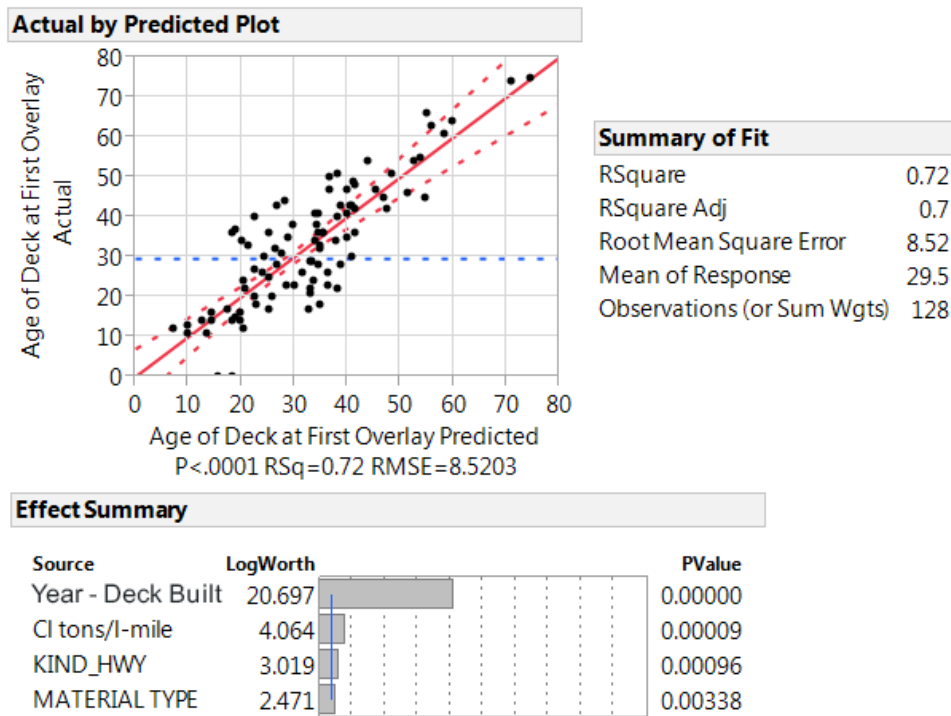 Actual by Predicted Plot
80
70
60
50
40
30
20
10
0
Age of Deck at First Overlay
Actual
0 10 20 30 40 50 60 70 80
Age of Deck at First Overlay Predicted
P<.0001 RSq=0.72 RMSE=8.5203
Summary of Fit
RSquare 0.72
RSquare Adj 0.7
Root Mean Square Error 8.52
Mean of Response 29.5
Observations (or Sum Wgts) 128
Effect Summary
Source LogWorth PValue
Year - Deck Built 20.697 0.00000
Cl tons/l-mile 4.064 0.00009
KIND_HWY 3.019 0.00096
MATERIAL TYPE 2.471 0.00338